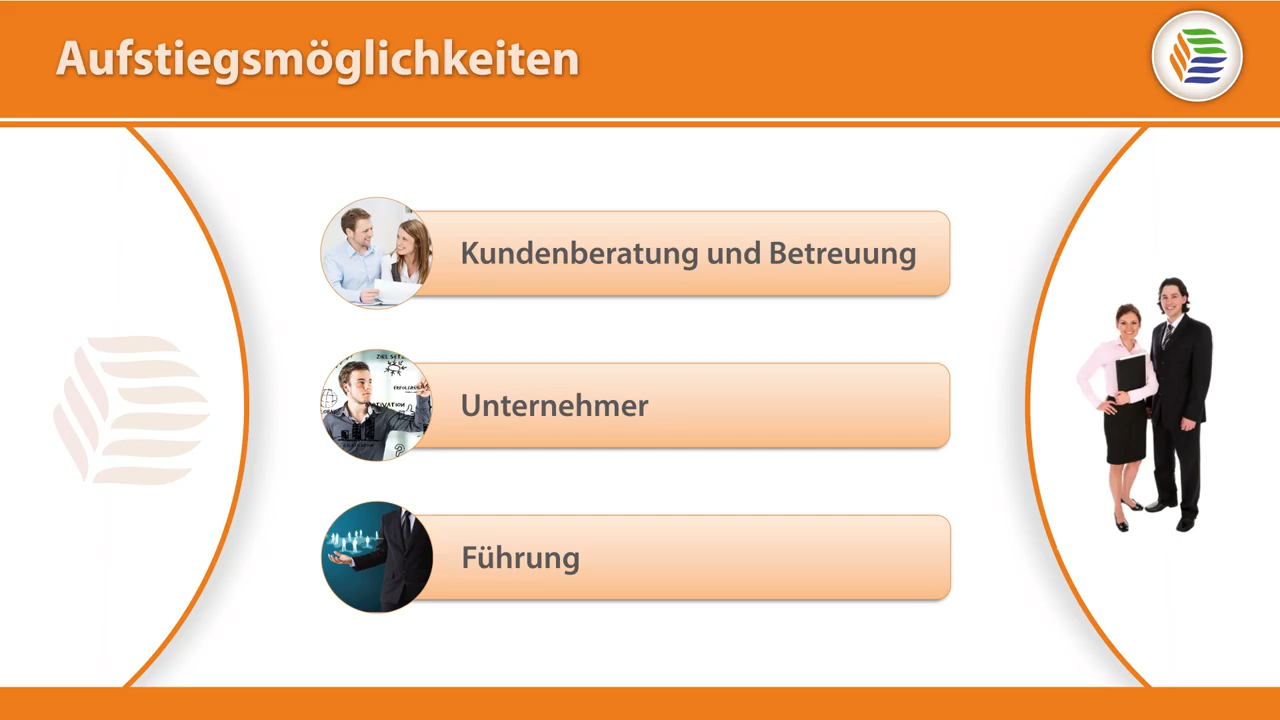 Aufstiegsmöglichkeiten
Kundenberatung und Betreuung
Unternehmer
Führung